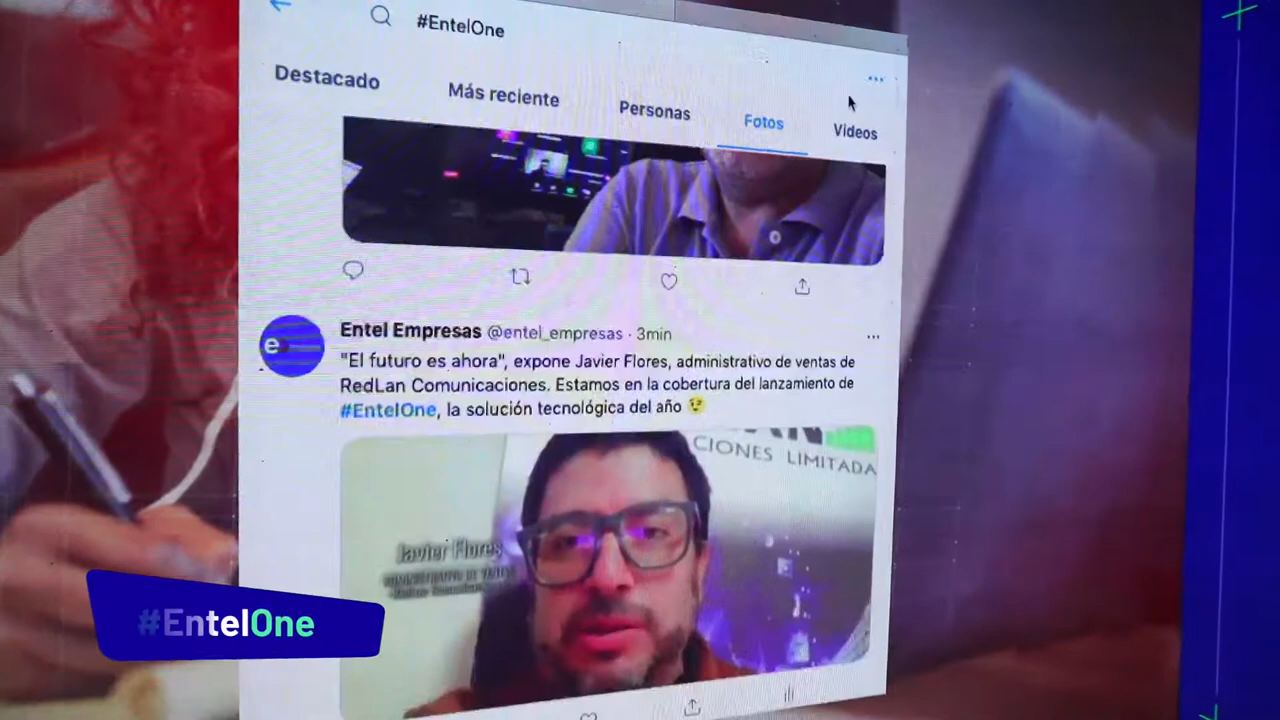 #EntelOne
Destacado
Más reciente
Personas
Fotos
Videos
e
Entel Empresas @entel_empresas · 3min
"El futuro es ahora", expone Javier Flores, administrativo de ventas de
RedLan Comunicaciones. Estamos en la cobertura del lanzamiento de
#EntelOne, la solución tecnológica del año 😉
CIONES LIMITADA
Javier Flores
#EntelOne